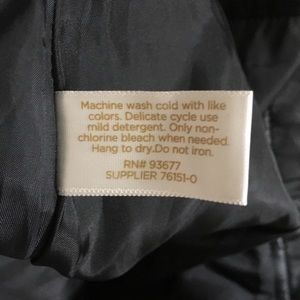 Machine wash cold with like
colors. Delicate cycle use
mild detergent. Only non-
chlorine bleach when needed.
Hang to dry.Do not iron.
RN# 93677
SUPPLIER 76151-0